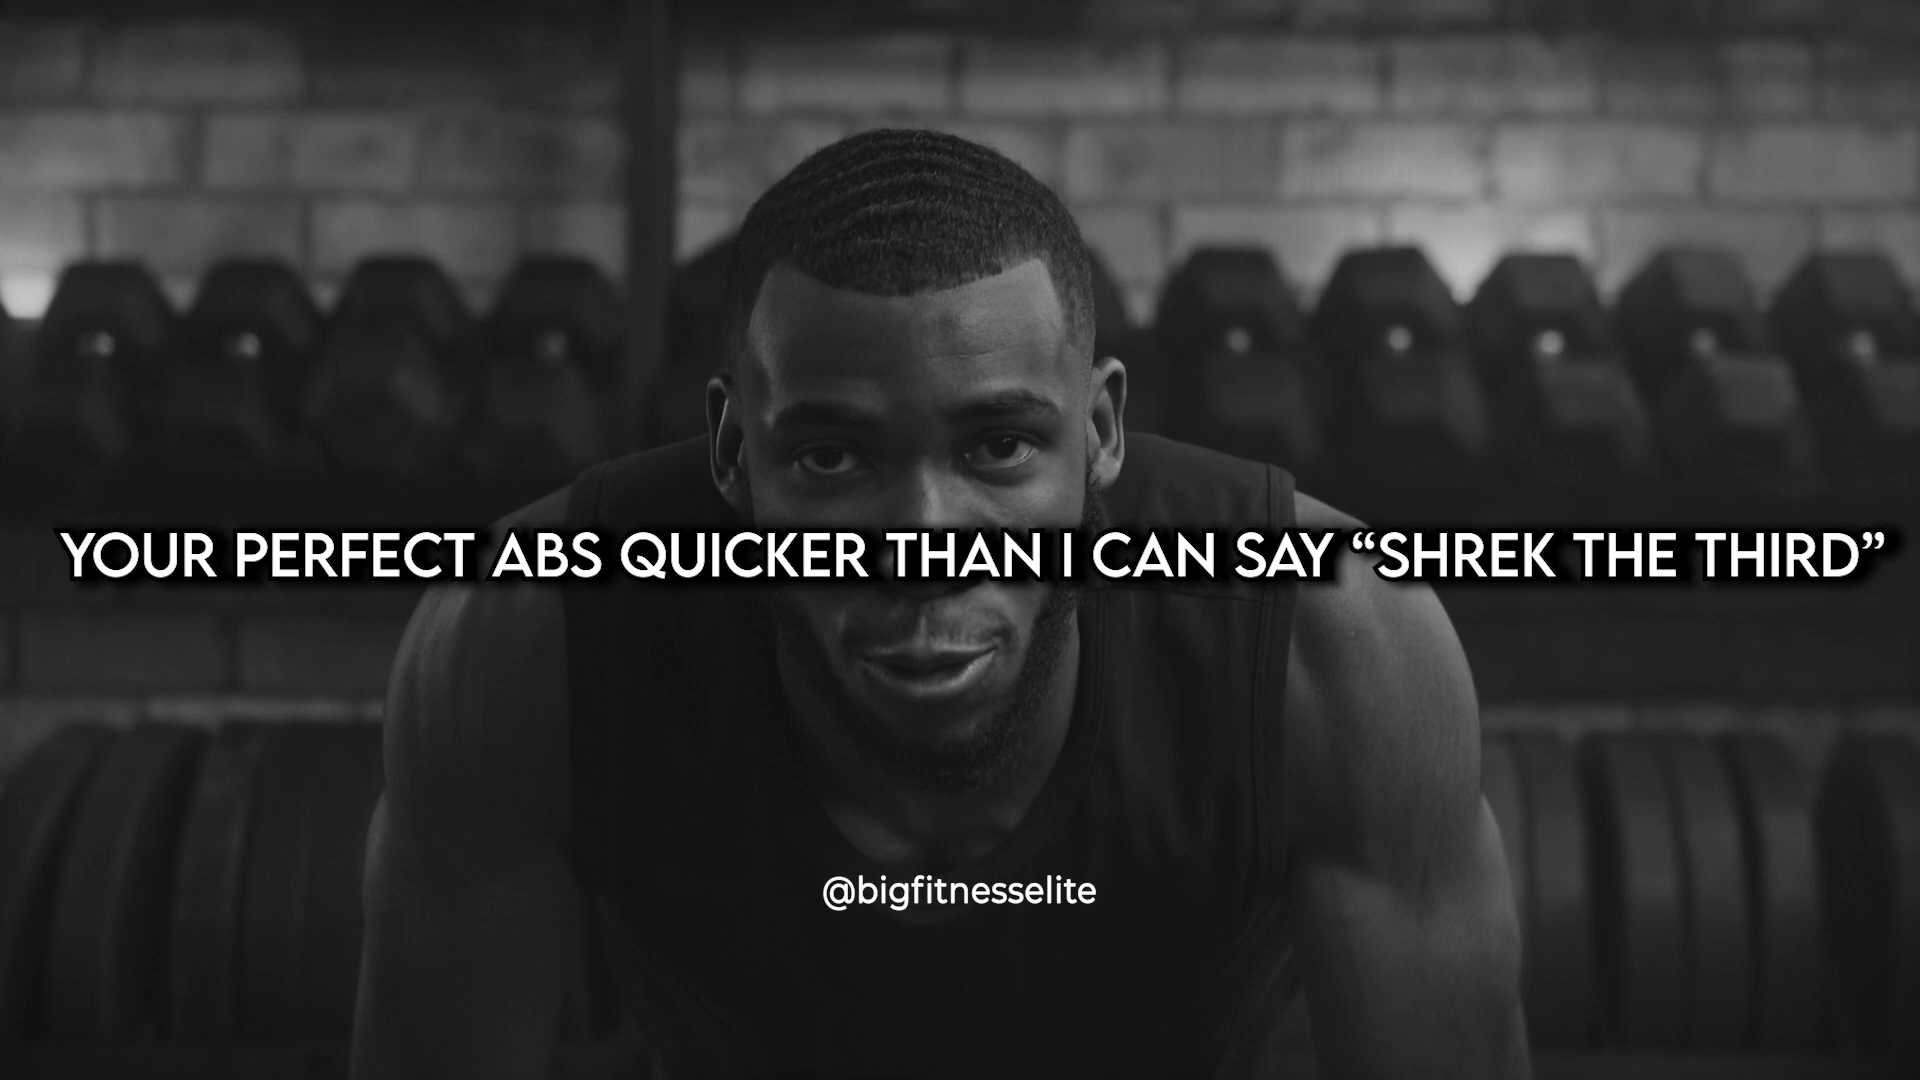 YOUR PERFECT ABS QUICKER THAN I CAN SAY “SHREK THE THIRD”
@bigfitnesselite